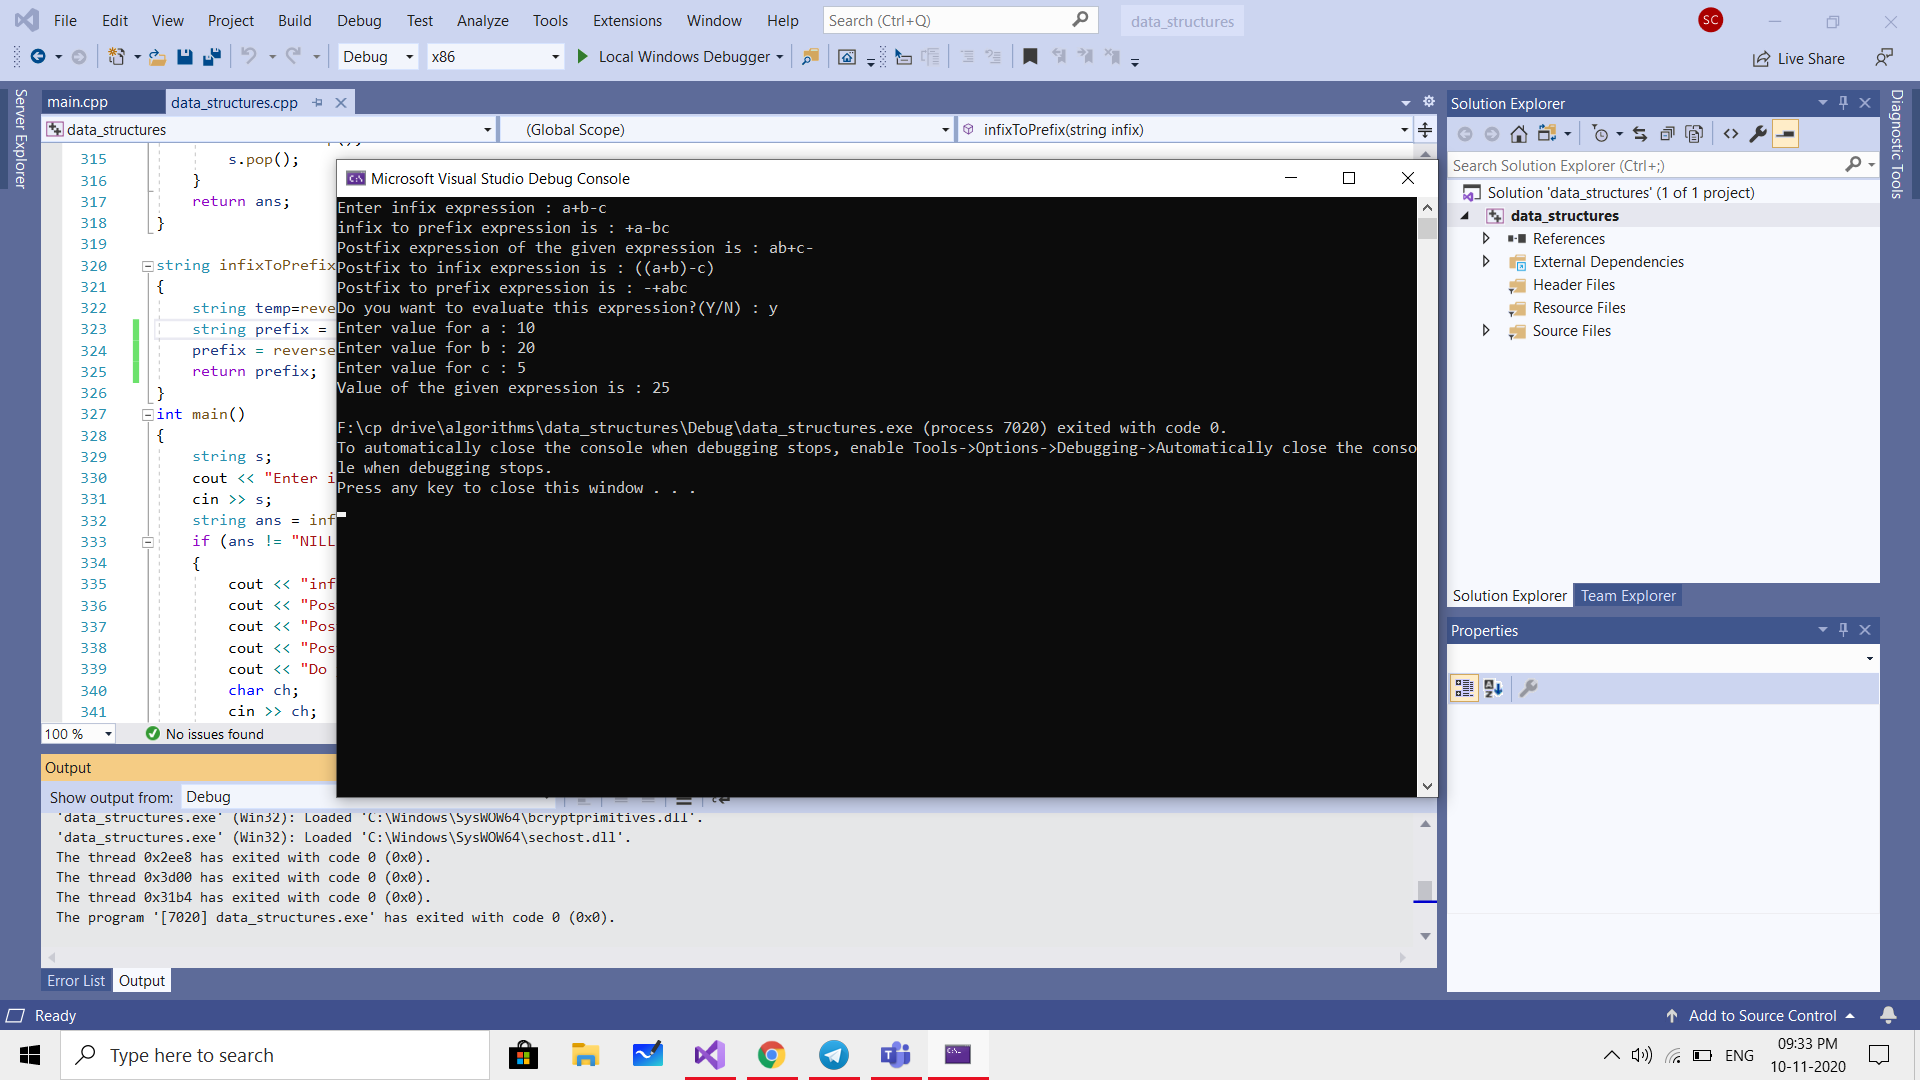 File Edit View Project Build Debug Test Analyze Tools Extensions Window Help Search (Ctrl+Q) data_structures SC
Debug x86 Local Windows Debugger Live Share
Server Explorer
main.cpp data_structures.cpp
data_structures (Global Scope) infixToPrefix(string infix)
315 s.pop();
316 }
317 return ans;
318 }
319
320 string infixToPrefix
321 {
322 string temp=reve
323 string prefix =
324 prefix = reverse
325 return prefix;
326 }
327 int main()
328 {
329 string s;
330 cout << "Enter i
331 cin >> s;
332 string ans = inf
333 if (ans != "NILL
334 {
335 cout << "inf
336 cout << "Pos
337 cout << "Pos
338 cout << "Pos
339 cout << "Do
340 char ch;
341 cin >> ch;
100 % No issues found
Microsoft Visual Studio Debug Console
Enter infix expression : a+b-c
infix to prefix expression is : +a-bc
Postfix expression of the given expression is : ab+c-
Postfix to infix expression is : ((a+b)-c)
Postfix to prefix expression is : -+abc
Do you want to evaluate this expression?(Y/N) : y
Enter value for a : 10
Enter value for b : 20
Enter value for c : 5
Value of the given expression is : 25
F:\cp drive\algorithms\data_structures\Debug\data_structures.exe (process 7020) exited with code 0.
To automatically close the console when debugging stops, enable Tools->Options->Debugging->Automatically close the conso
le when debugging stops.
Press any key to close this window . . .
Output
Show output from: Debug
'data_structures.exe' (Win32): Loaded 'C:\Windows\SysWOW64\bcryptprimitives.dll'.
'data_structures.exe' (Win32): Loaded 'C:\Windows\SysWOW64\sechost.dll'.
The thread 0x2ee8 has exited with code 0 (0x0).
The thread 0x3d00 has exited with code 0 (0x0).
The thread 0x31b4 has exited with code 0 (0x0).
The program '[7020] data_structures.exe' has exited with code 0 (0x0).
Error List Output
Solution Explorer
Search Solution Explorer (Ctrl+;)
Solution 'data_structures' (1 of 1 project)
data_structures
References
External Dependencies
Header Files
Resource Files
Source Files
Solution Explorer Team Explorer
Properties
Diagnostic Tools
Ready Add to Source Control
Type here to search ENG 09:33 PM
10-11-2020